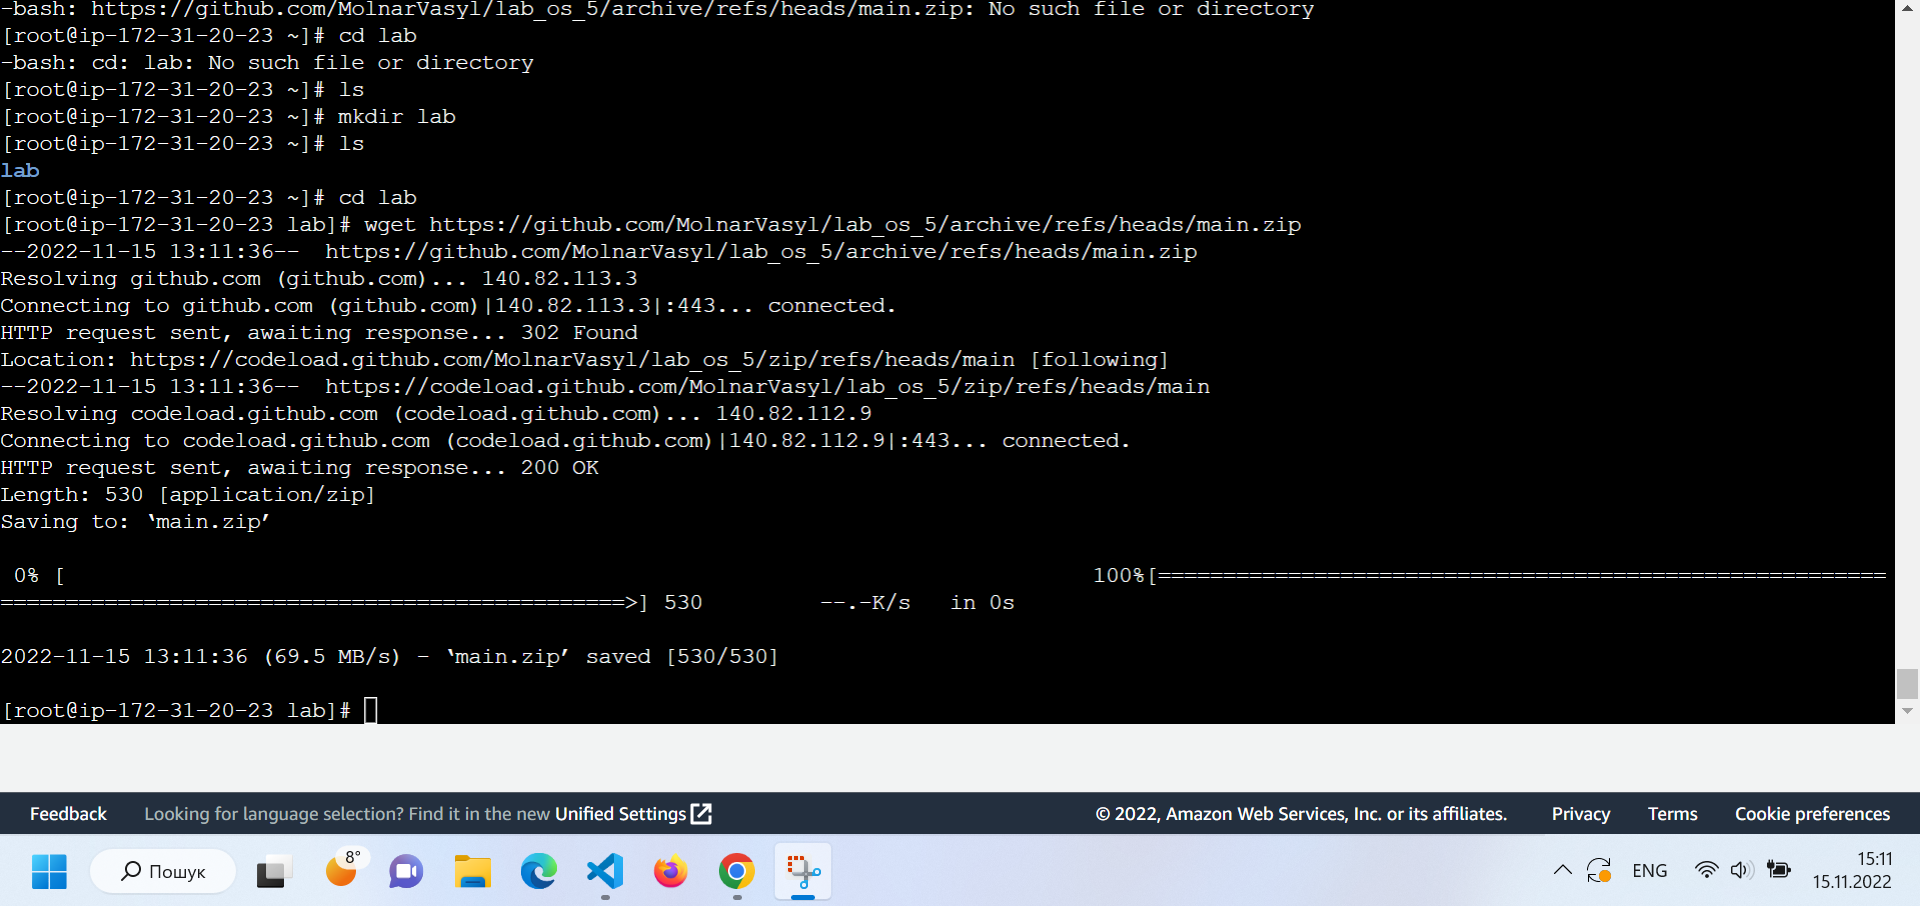 -bash: https://github.com/MolnarVasyl/lab_os_5/archive/refs/heads/main.zip: No such file or directory
[root@ip-172-31-20-23 ~]# cd lab
-bash: cd: lab: No such file or directory
[root@ip-172-31-20-23 ~]# ls
[root@ip-172-31-20-23 ~]# mkdir lab
[root@ip-172-31-20-23 ~]# ls
lab
[root@ip-172-31-20-23 ~]# cd lab
[root@ip-172-31-20-23 lab]# wget https://github.com/MolnarVasyl/lab_os_5/archive/refs/heads/main.zip
--2022-11-15 13:11:36--  https://github.com/MolnarVasyl/lab_os_5/archive/refs/heads/main.zip
Resolving github.com (github.com)... 140.82.113.3
Connecting to github.com (github.com)|140.82.113.3|:443... connected.
HTTP request sent, awaiting response... 302 Found
Location: https://codeload.github.com/MolnarVasyl/lab_os_5/zip/refs/heads/main [following]
--2022-11-15 13:11:36--  https://codeload.github.com/MolnarVasyl/lab_os_5/zip/refs/heads/main
Resolving codeload.github.com (codeload.github.com)... 140.82.112.9
Connecting to codeload.github.com (codeload.github.com)|140.82.112.9|:443... connected.
HTTP request sent, awaiting response... 200 OK
Length: 530 [application/zip]
Saving to: ‘main.zip’
0% [ 100%[========================================================
================================================>] 530 --.-K/s in 0s
2022-11-15 13:11:36 (69.5 MB/s) - ‘main.zip’ saved [530/530]
[root@ip-172-31-20-23 lab]#
Feedback Looking for language selection? Find it in the new Unified Settings © 2022, Amazon Web Services, Inc. or its affiliates. Privacy Terms Cookie preferences
Пошук 8° ENG 15:11
15.11.2022